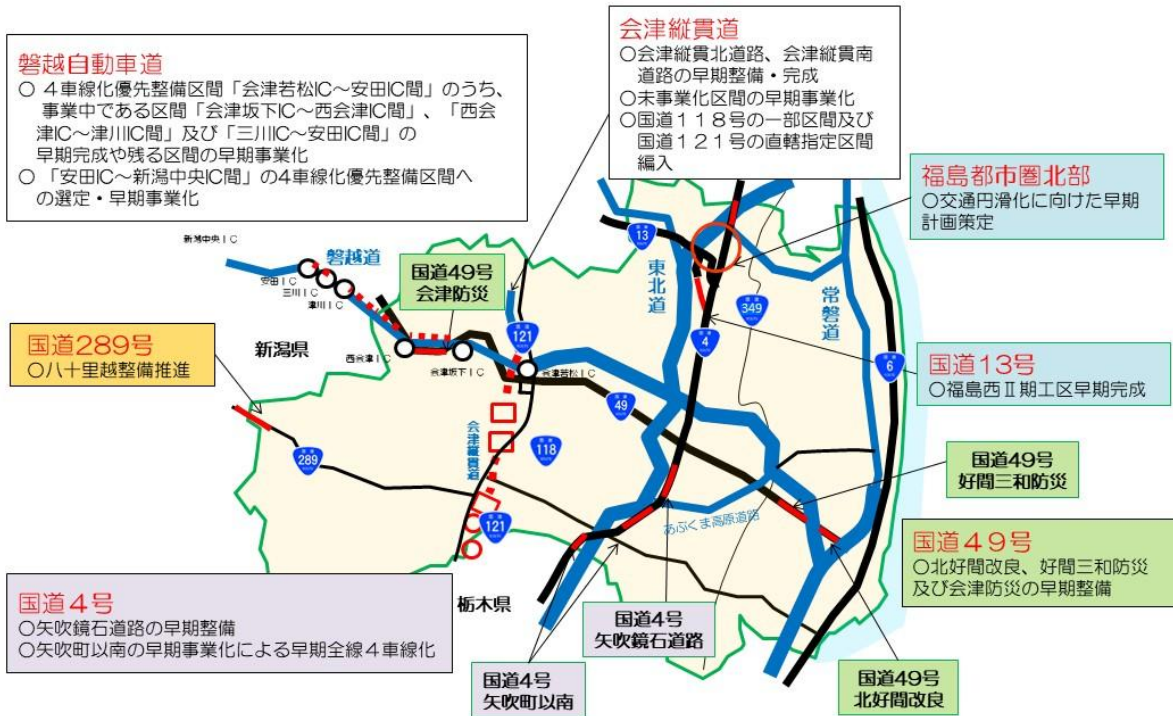 磐越自動車道
○ 4車線化優先整備区間「会津若松IC～安田IC間」のうち、
事業中である区間「会津坂下IC～西会津IC間」、「西会
津IC～津川IC間」及び「三川IC～安田IC間」の
早期完成や残る区間の早期事業化
○ 「安田IC～新潟中央IC間」の4車線化優先整備区間へ
の選定・早期事業化
会津縦貫道
○会津縦貫北道路、会津縦貫南
道路の早期整備・完成
○未事業化区間の早期事業化
○国道118号の一部区間及び
国道121号の直轄指定区間
編入
福島都市圏北部
○交通円滑化に向けた早期
計画策定
新潟中央IC
磐越道
安田IC
三川IC
津川IC
国道49号
会津防災
国道289号
○八十里越整備推進
新潟県
西会津IC
会津坂下IC
会津若松IC
121
13
東北道
349
常磐道
4
6
国道13号
○福島西Ⅱ期工区早期完成
49
会津縦貫道
118
289
121
国道49号
好間三和防災
あぶくま高原道路
国道49号
○北好間改良、好間三和防災
及び会津防災の早期整備
国道4号
○矢吹鏡石道路の早期整備
○矢吹町以南の早期事業化による早期全線4車線化
栃木県
国道4号
矢吹鏡石道路
国道4号
矢吹町以南
国道49号
北好間改良